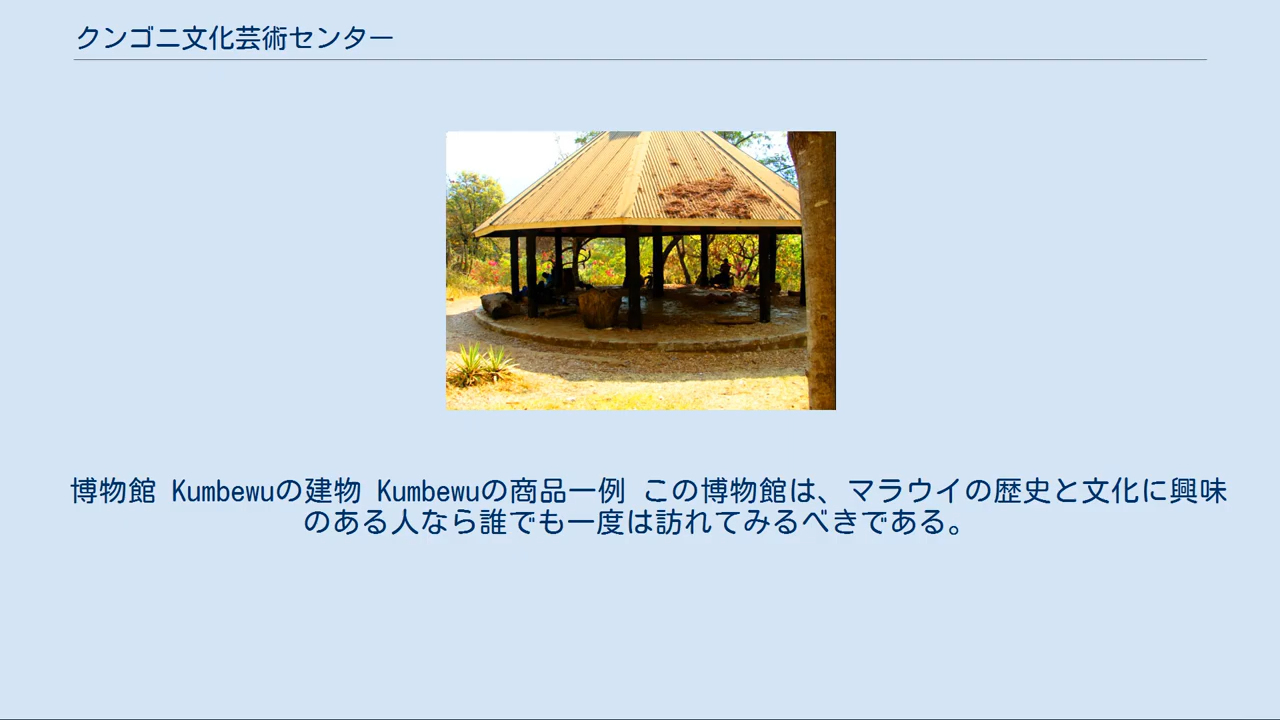 クンゴニ文化芸術センター
博物館 Kumbewuの建物 Kumbewuの商品一例 この博物館は、マラウイの歴史と文化に興味
のある人なら誰でも一度は訪れてみるべきである。